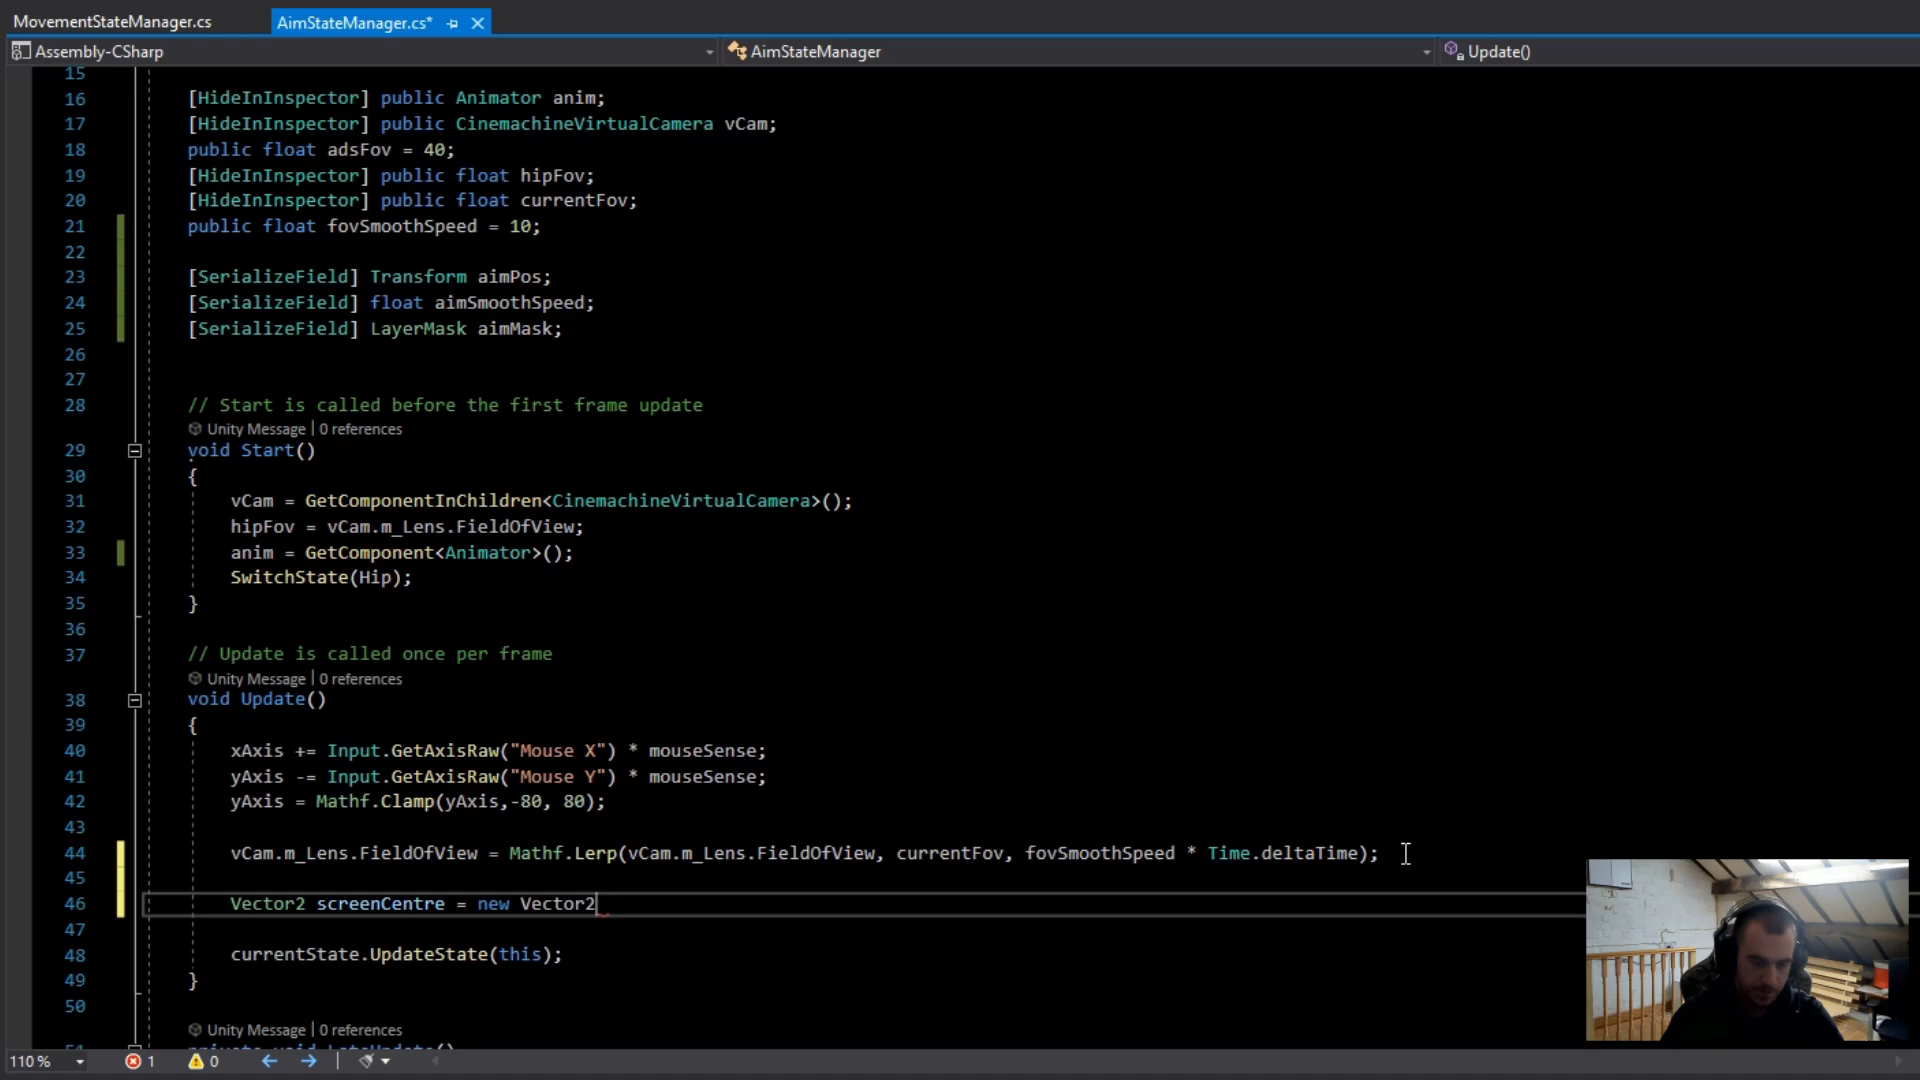 MovementStateManager.cs
AimStateManager.cs*
Assembly-CSharp
AimStateManager
Update()
15
16 [HideInInspector] public Animator anim;
17 [HideInInspector] public CinemachineVirtualCamera vCam;
18 public float adsFov = 40;
19 [HideInInspector] public float hipFov;
20 [HideInInspector] public float currentFov;
21 public float fovSmoothSpeed = 10;
22
23 [SerializeField] Transform aimPos;
24 [SerializeField] float aimSmoothSpeed;
25 [SerializeField] LayerMask aimMask;
26
27
28 // Start is called before the first frame update
Unity Message | 0 references
29 void Start()
30 {
31 vCam = GetComponentInChildren<CinemachineVirtualCamera>();
32 hipFov = vCam.m_Lens.FieldOfView;
33 anim = GetComponent<Animator>();
34 SwitchState(Hip);
35 }
36
37 // Update is called once per frame
Unity Message | 0 references
38 void Update()
39 {
40 xAxis += Input.GetAxisRaw("Mouse X") * mouseSense;
41 yAxis -= Input.GetAxisRaw("Mouse Y") * mouseSense;
42 yAxis = Mathf.Clamp(yAxis,-80, 80);
43
44 vCam.m_Lens.FieldOfView = Mathf.Lerp(vCam.m_Lens.FieldOfView, currentFov, fovSmoothSpeed * Time.deltaTime);
45
46 Vector2 screenCentre = new Vector2
47
48 currentState.UpdateState(this);
49 }
50
Unity Message | 0 references
51 private void LateUpdate()
110 % 1 0